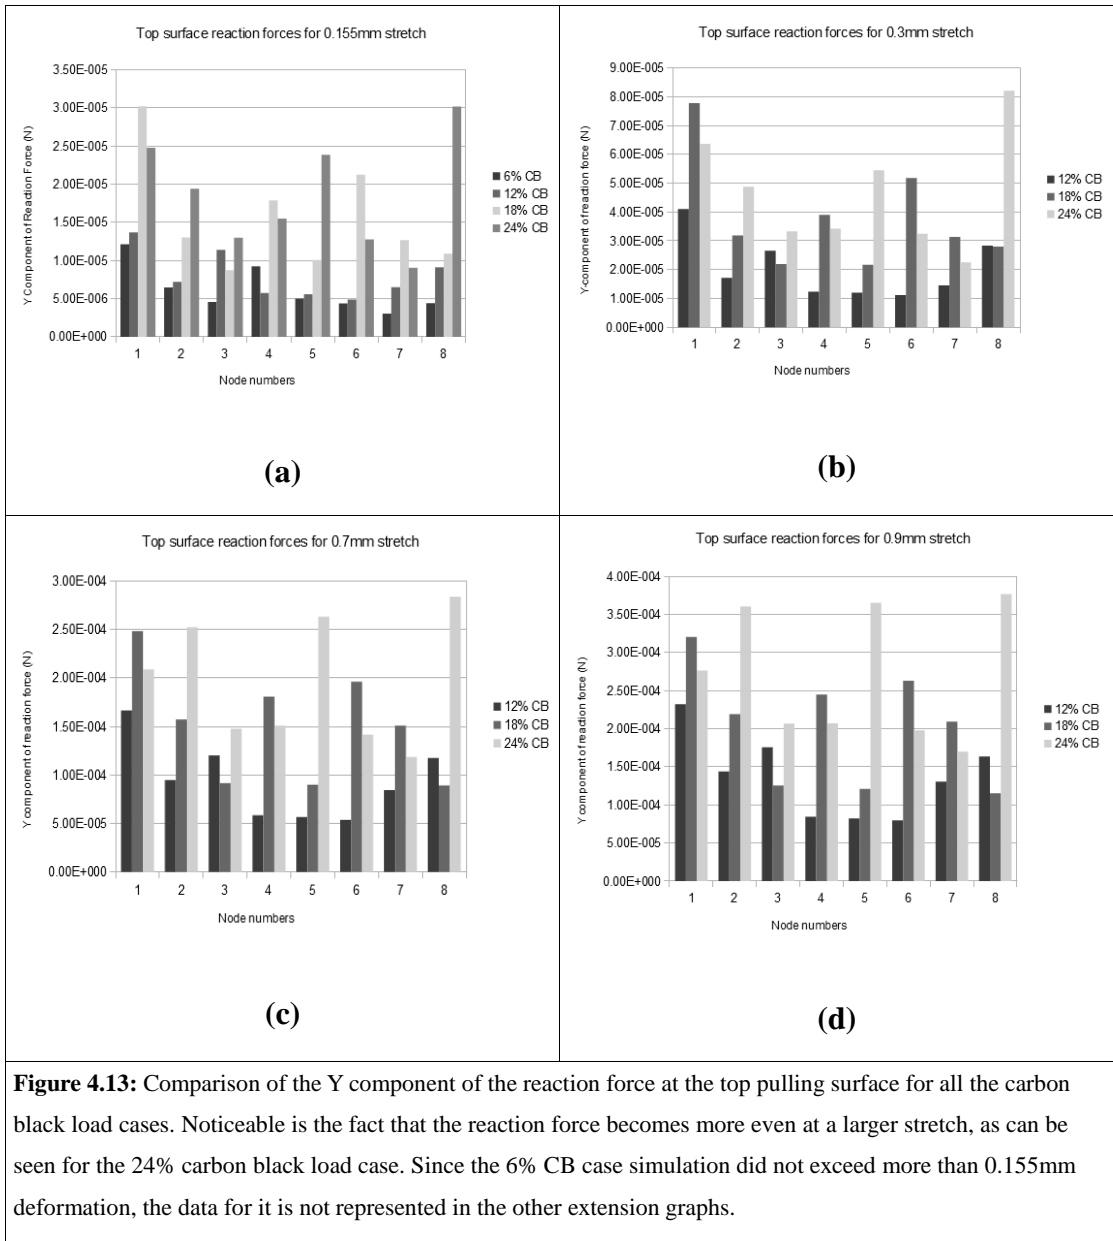 Top surface reaction forces for 0.155mm stretch
Y Component of Reaction Force (N)
3.50E-005
3.00E-005
2.50E-005
2.00E-005
1.50E-005
1.00E-005
5.00E-006
0.00E+000
1 2 3 4 5 6 7 8
Node numbers
6% CB
12% CB
18% CB
24% CB
(a)
Top surface reaction forces for 0.3mm stretch
Y-component of reaction force (N)
9.00E-005
8.00E-005
7.00E-005
6.00E-005
5.00E-005
4.00E-005
3.00E-005
2.00E-005
1.00E-005
0.00E+000
1 2 3 4 5 6 7 8
Node numbers
12% CB
18% CB
24% CB
(b)
Top surface reaction forces for 0.7mm stretch
Y component of reaction force (N)
3.00E-004
2.50E-004
2.00E-004
1.50E-004
1.00E-004
5.00E-005
0.00E+000
1 2 3 4 5 6 7 8
Node numbers
12% CB
18% CB
24% CB
(c)
Top surface reaction forces for 0.9mm stretch
Y component of reaction force (N)
4.00E-004
3.50E-004
3.00E-004
2.50E-004
2.00E-004
1.50E-004
1.00E-004
5.00E-005
0.00E+000
1 2 3 4 5 6 7 8
Node numbers
12% CB
18% CB
24% CB
(d)
Figure 4.13: Comparison of the Y component of the reaction force at the top pulling surface for all the carbon
black load cases. Noticeable is the fact that the reaction force becomes more even at a larger stretch, as can be
seen for the 24% carbon black load case. Since the 6% CB case simulation did not exceed more than 0.155mm
deformation, the data for it is not represented in the other extension graphs.